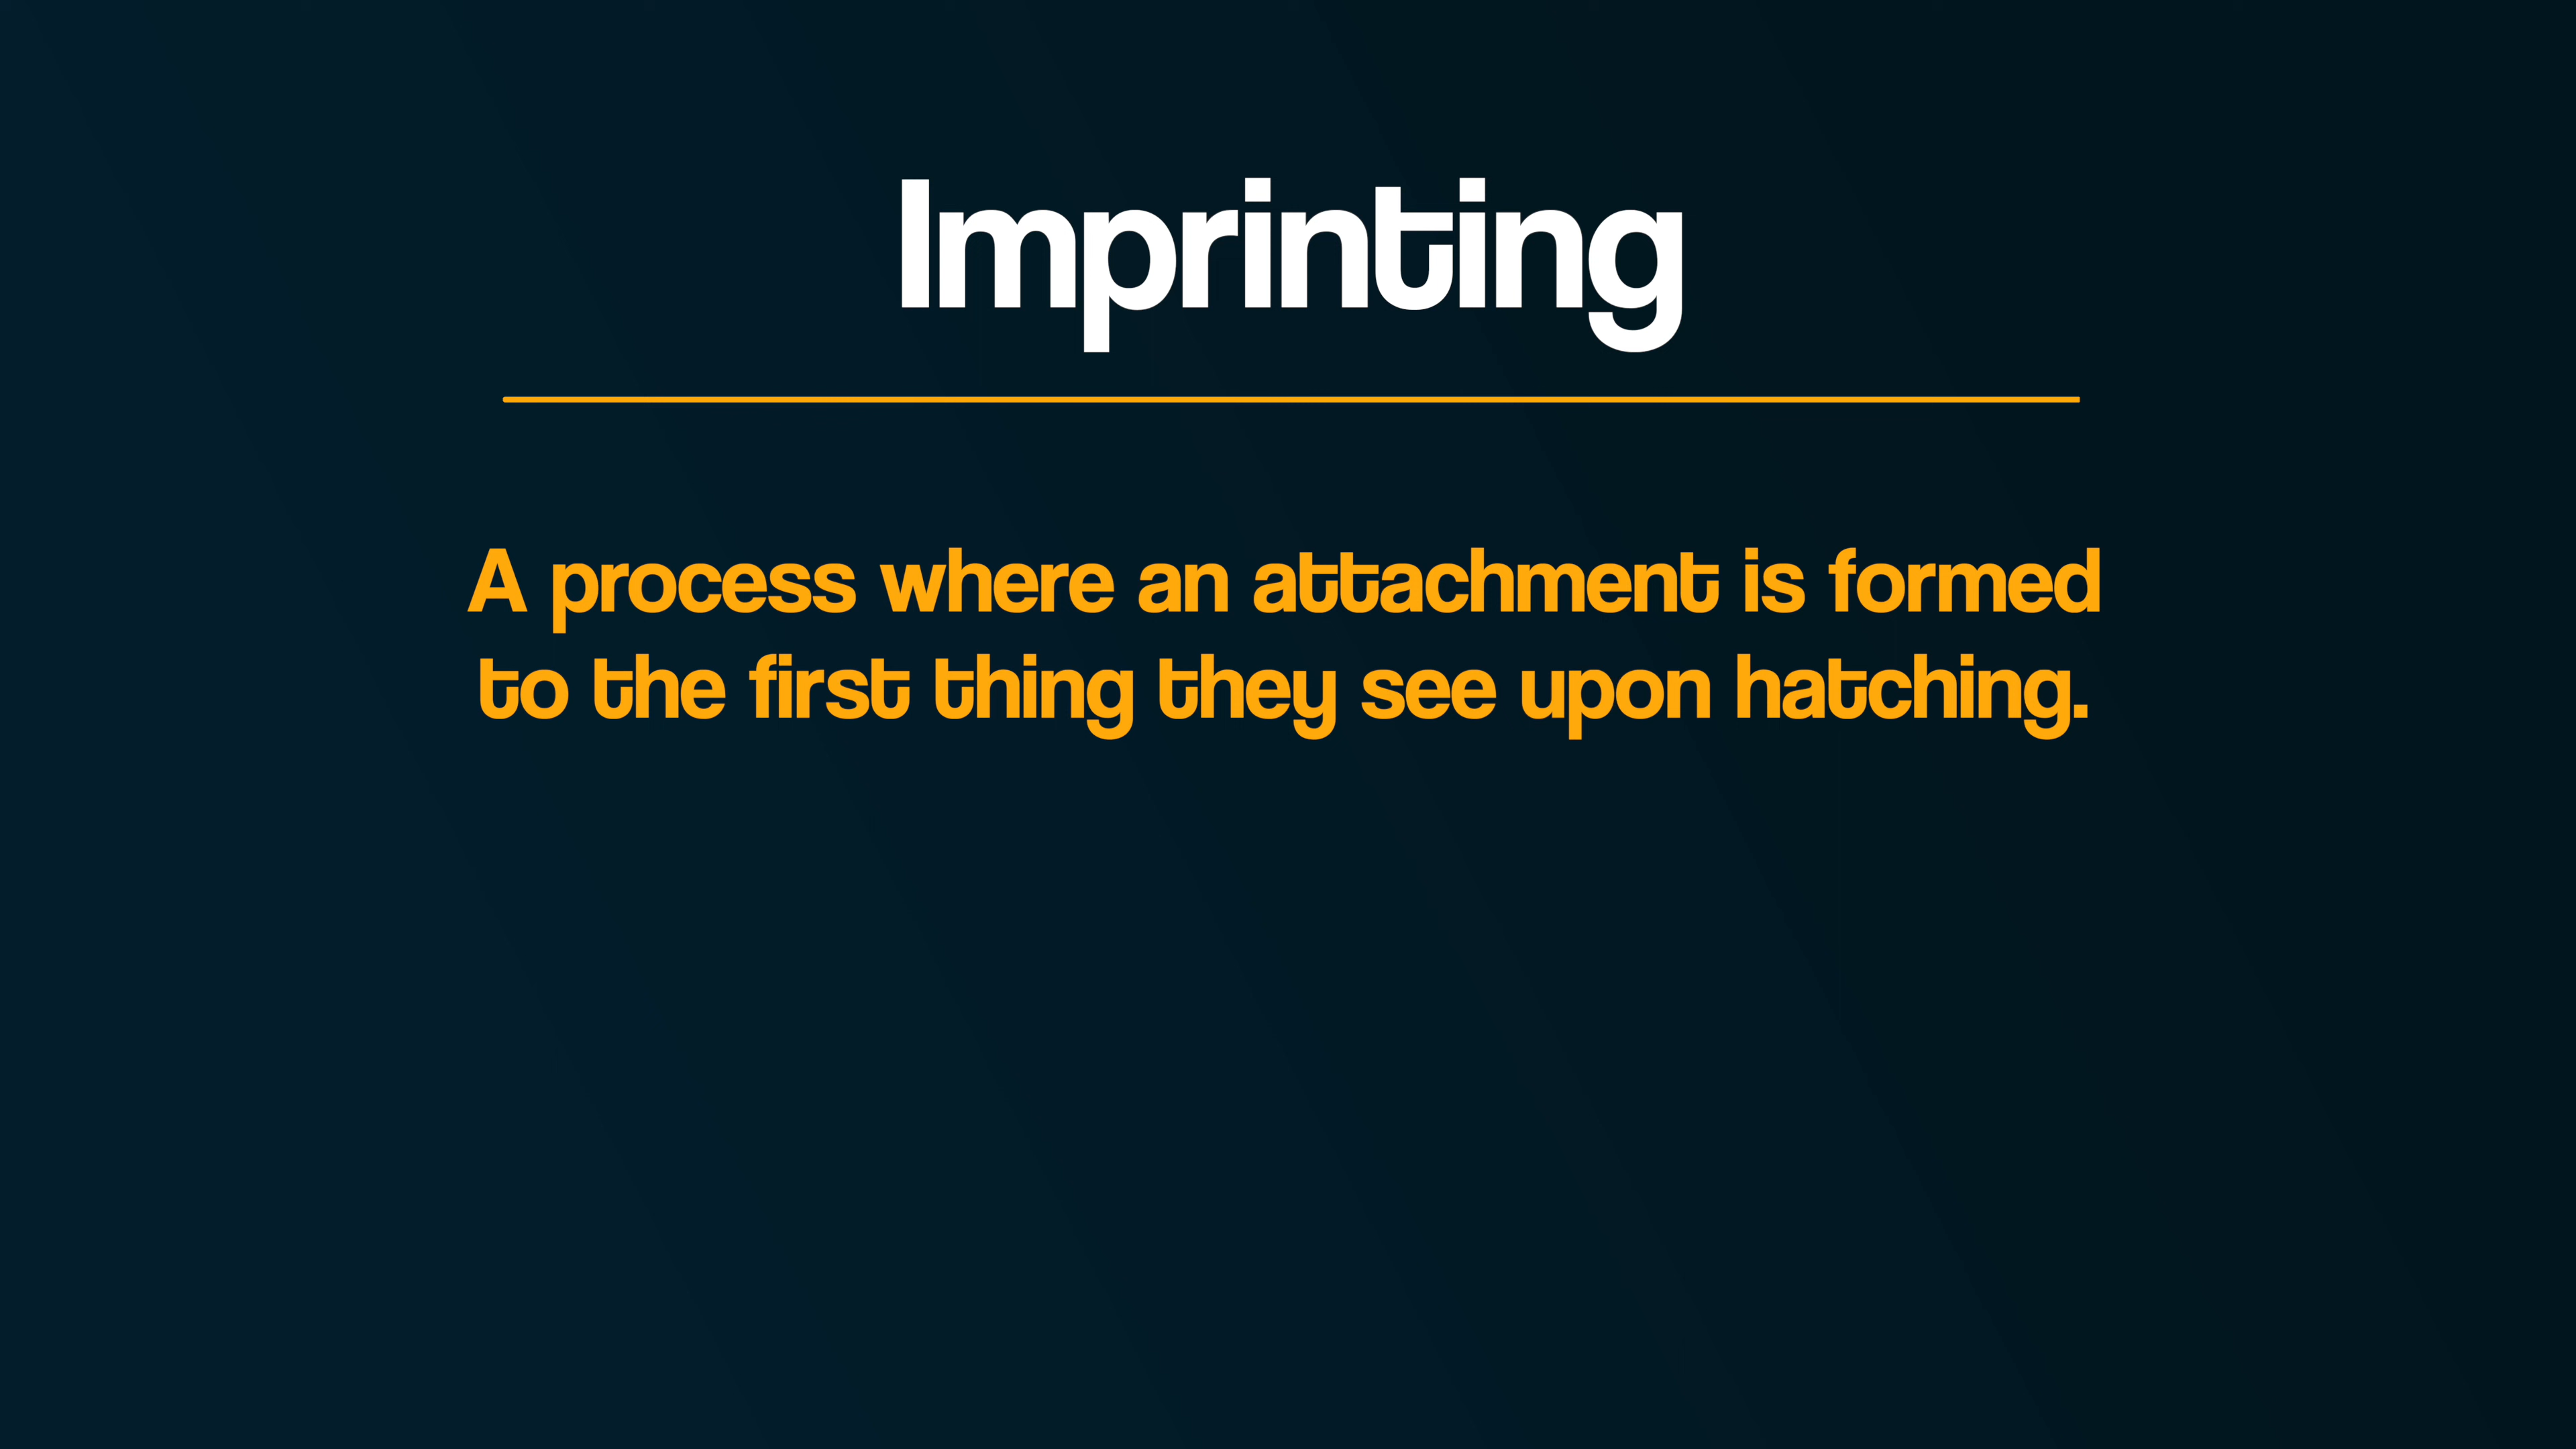 Imprinting
A process where an attachment is formed
to the first thing they see upon hatching.